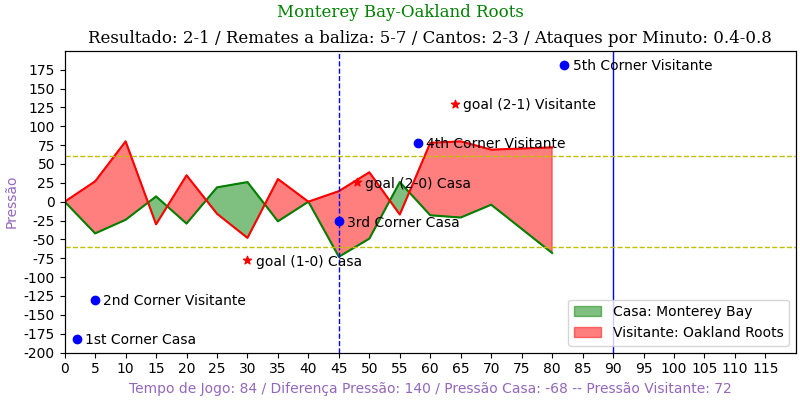 Monterey Bay-Oakland Roots
Resultado: 2-1 / Remates a baliza: 5-7 / Cantos: 2-3 / Ataques por Minuto: 0.4-0.8
Pressão
175
150
125
100
75
50
25
0
-25
-50
-75
-100
-125
-150
-175
-200
5th Corner Visitante
goal (2-1) Visitante
4th Corner Visitante
goal (2-0) Casa
3rd Corner Casa
goal (1-0) Casa
2nd Corner Visitante
1st Corner Casa
Casa: Monterey Bay
Visitante: Oakland Roots
0 5 10 15 20 25 30 35 40 45 50 55 60 65 70 75 80 85 90 95 100 105 110 115
Tempo de Jogo: 84 / Diferença Pressão: 140 / Pressão Casa: -68 -- Pressão Visitante: 72